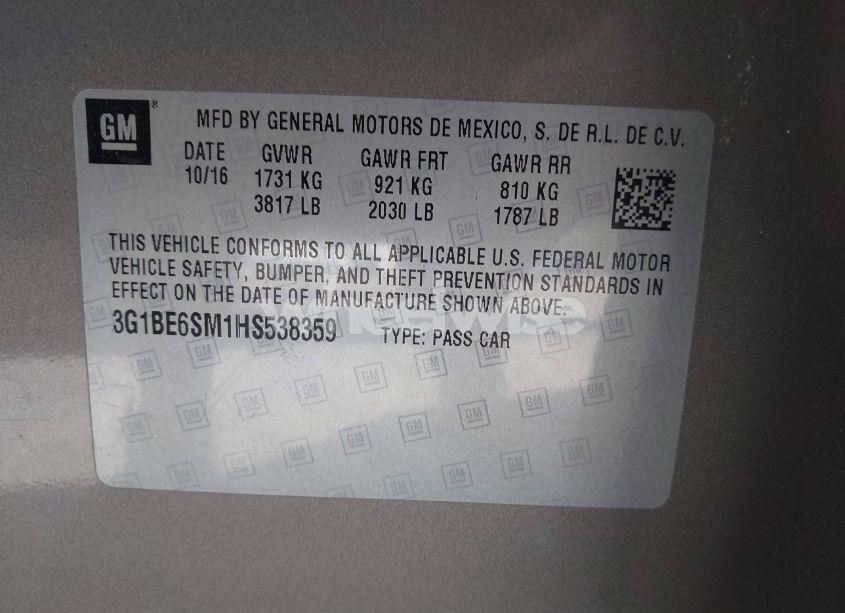 GM
MFD BY GENERAL MOTORS DE MEXICO, S. DE R.L. DE C.V.
DATE GVWR GAWR FRT GAWR RR
10/16 1731 KG 921 KG 810 KG
3817 LB 2030 LB 1787 LB
THIS VEHICLE CONFORMS TO ALL APPLICABLE U.S. FEDERAL MOTOR
VEHICLE SAFETY, BUMPER, AND THEFT PREVENTION STANDARDS IN
EFFECT ON THE DATE OF MANUFACTURE SHOWN ABOVE.
3G1BE6SM1HS538359 TYPE: PASS CAR